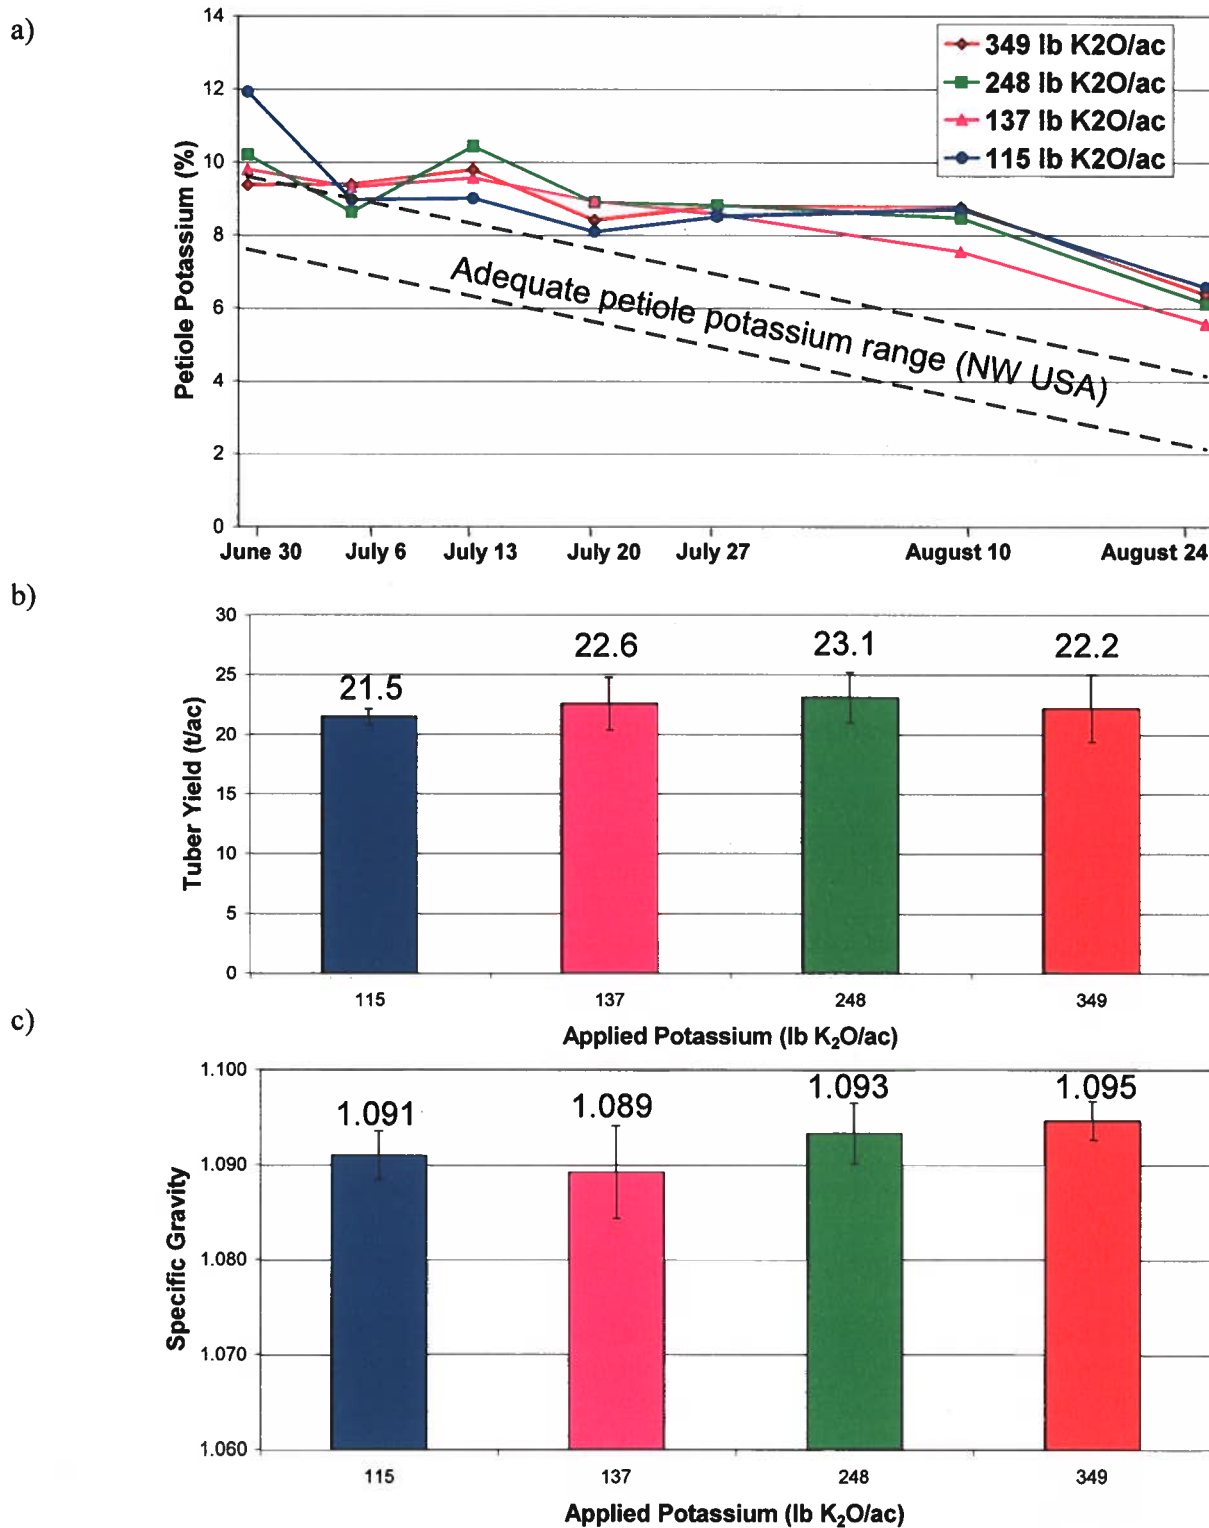 a)
14
12
10
8
6
4
2
0
Petiole Potassium (%)
349 lb K2O/ac
248 lb K2O/ac
137 lb K2O/ac
115 lb K2O/ac
Adequate petiole potassium range (NW USA)
June 30 July 6 July 13 July 20 July 27 August 10 August 24
b)
30
25
20
15
10
5
0
Tuber Yield (t/ac)
21.5 22.6 23.1 22.2
115 137 248 349
Applied Potassium (lb K₂O/ac)
c)
1.100
1.090
1.080
1.070
1.060
Specific Gravity
1.091 1.089 1.093 1.095
115 137 248 349
Applied Potassium (lb K₂O/ac)